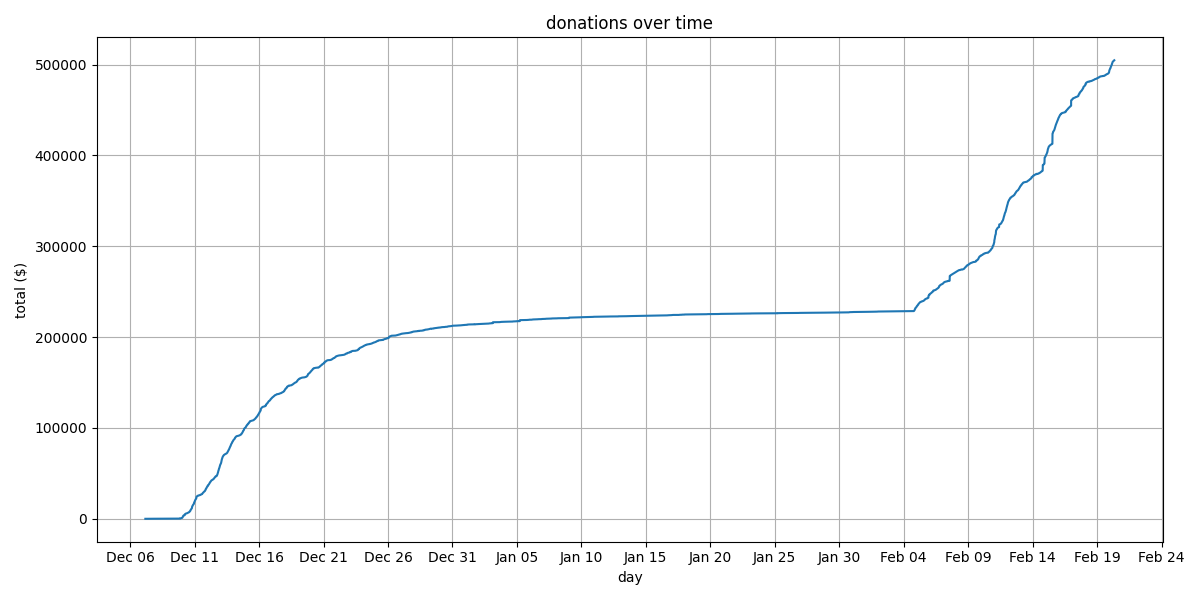 donations over time
total ($)
500000
400000
300000
200000
100000
0
Dec 06 Dec 11 Dec 16 Dec 21 Dec 26 Dec 31 Jan 05 Jan 10 Jan 15 Jan 20 Jan 25 Jan 30 Feb 04 Feb 09 Feb 14 Feb 19 Feb 24
day